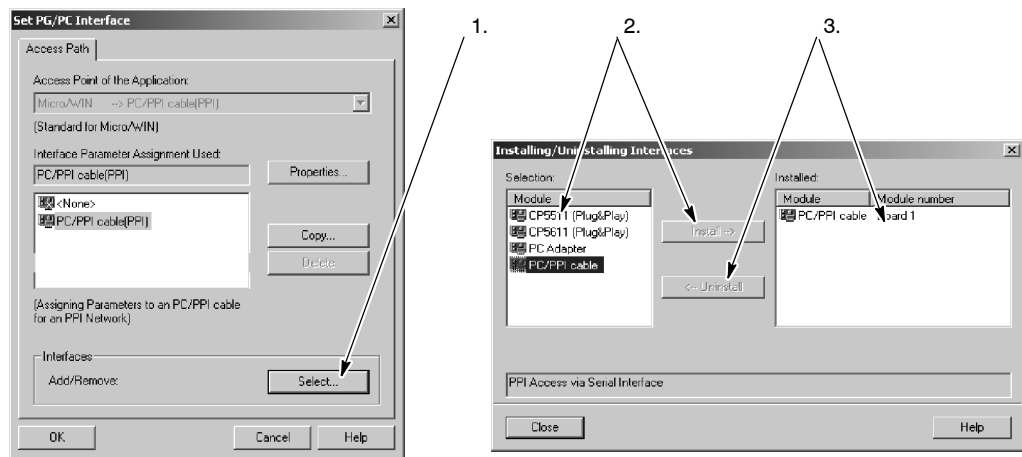 Set PG/PC Interface
1.
2.
3.
Access Path
Access Point of the Application:
Micro/WIN --> PC/PPI cable(PPI)
(Standard for Micro/WIN)
Interface Parameter Assignment Used:
PC/PPI cable(PPI)
Properties...
<None>
PC/PPI cable(PPI)
Copy...
Delete
(Assigning Parameters to an PC/PPI cable
for an PPI Network)
Interfaces
Add/Remove:
Select...
OK
Cancel
Help
Installing/Uninstalling Interfaces
Selection:
Installed:
Module
Module
Module number
CP5511 (Plug&Play)
PC/PPI cable
Board 1
CP5611 (Plug&Play)
Install -->
PC Adapter
PC/PPI cable
<-- Uninstall
PPI Access via Serial Interface
Close
Help